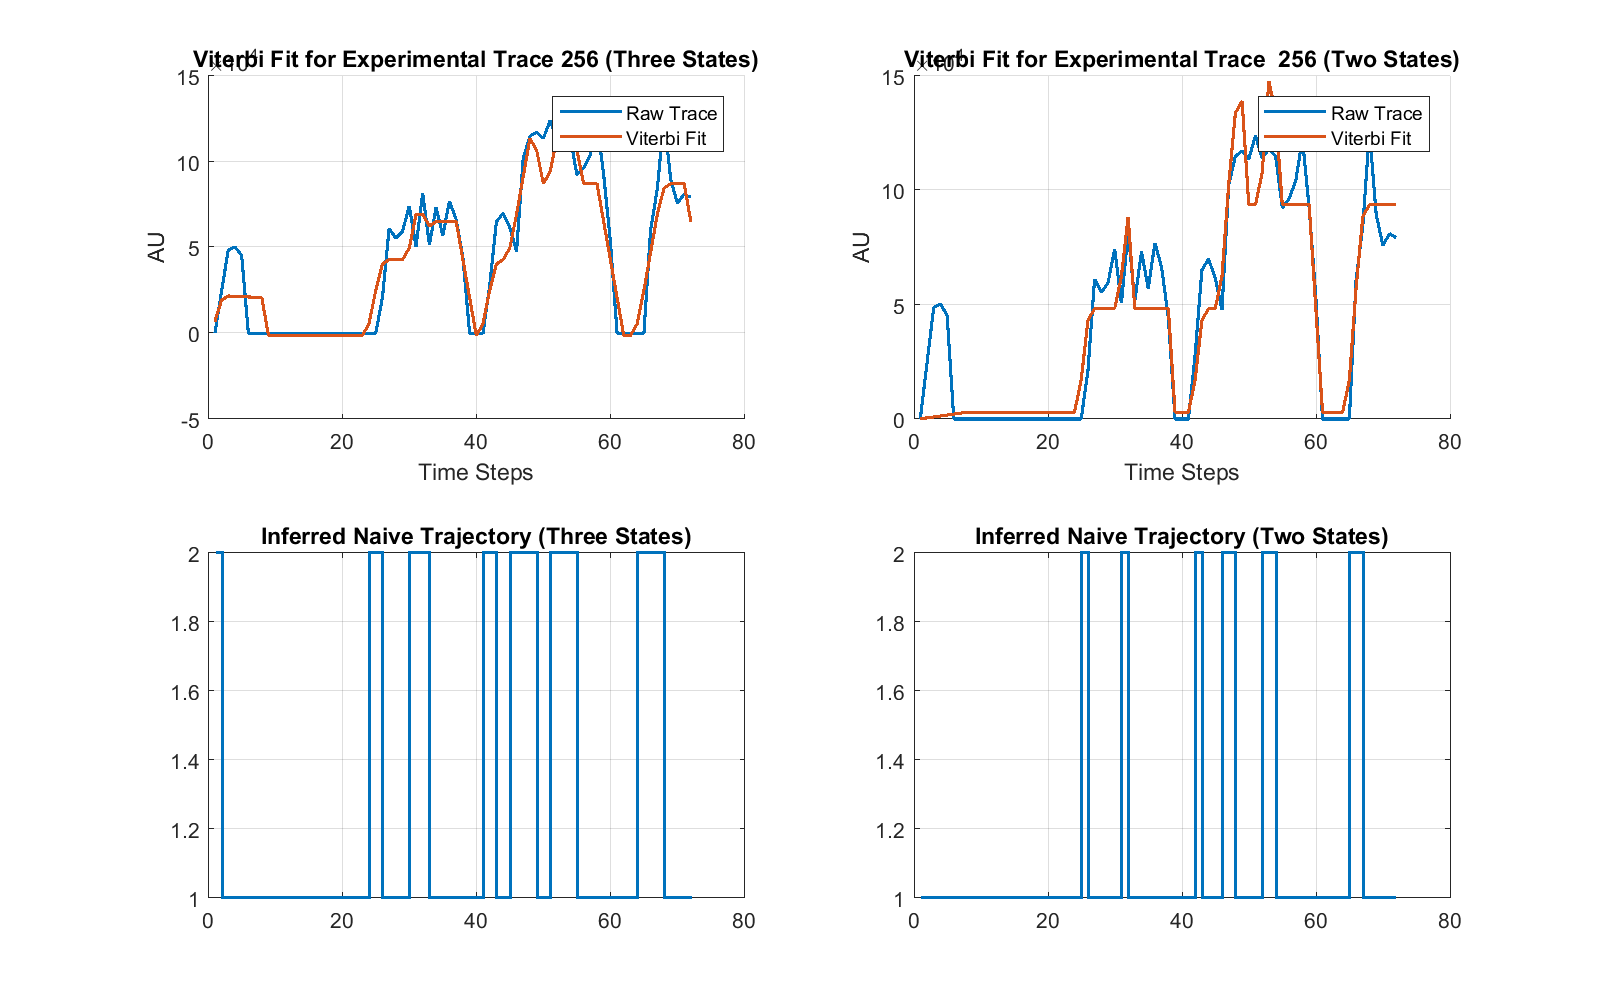 Viterbi Fit for Experimental Trace 256 (Three States)
15
10
5
0
-5
AU
0 20 40 60 80
Time Steps
Raw Trace
Viterbi Fit
Viterbi Fit for Experimental Trace 256 (Two States)
15
10
5
0
AU
0 20 40 60 80
Time Steps
Raw Trace
Viterbi Fit
Inferred Naive Trajectory (Three States)
2
1.8
1.6
1.4
1.2
1
0 20 40 60 80
Inferred Naive Trajectory (Two States)
2
1.8
1.6
1.4
1.2
1
0 20 40 60 80